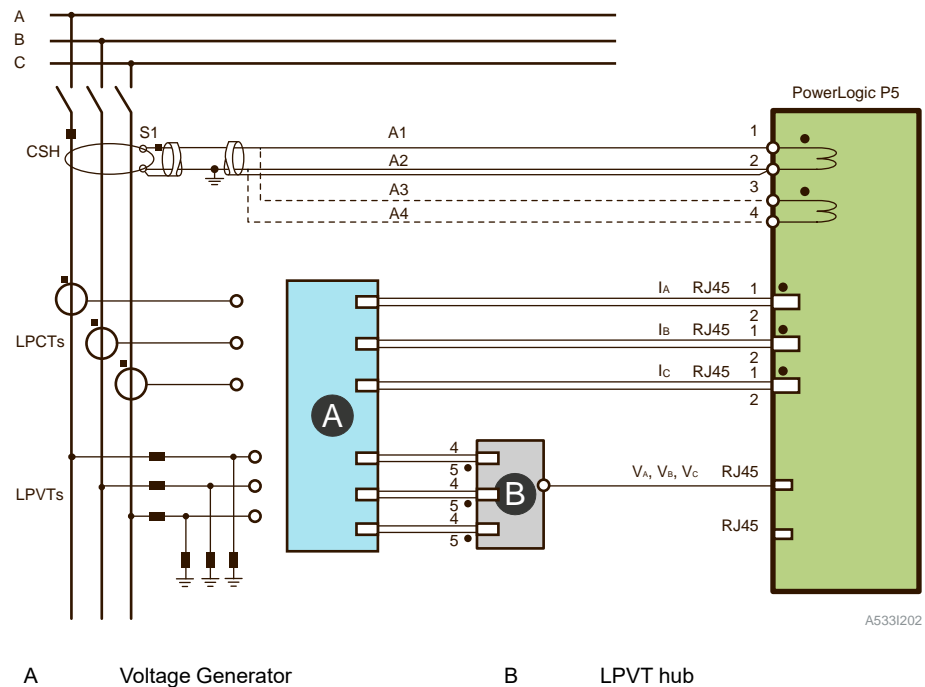 A
B
C
PowerLogic P5
S1
CSH
A1
1
A2
2
A3
3
A4
4
IA RJ45 1
2
IB RJ45 1
2
IC RJ45 1
2
LPCTs
A
4
5
4
5
4
5
B
VA, VB, VC RJ45
LPVTs
RJ45
A533I202
A Voltage Generator B LPVT hub